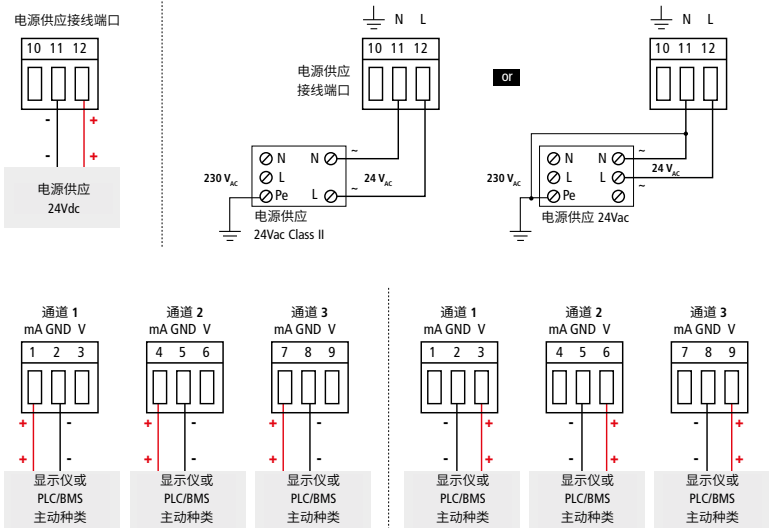 电源供应接线端口
10 11 12
- +
- +
电源供应
24Vdc
N L
10 11 12
电源供应
接线端口
~
N N
L
Pe L
230 VAC
24 VAC
~
电源供应
24Vac Class II
or
N L
10 11 12
~
N N
L L
Pe
230 VAC
24 VAC
~
电源供应 24Vac
通道 1
mA GND V
1 2 3
+ -
+ -
显示仪或
PLC/BMS
主动种类
通道 2
mA GND V
4 5 6
+ -
+ -
显示仪或
PLC/BMS
主动种类
通道 3
mA GND V
7 8 9
+ -
+ -
显示仪或
PLC/BMS
主动种类
通道 1
mA GND V
1 2 3
- +
- +
显示仪或
PLC/BMS
主动种类
通道 2
mA GND V
4 5 6
- +
- +
显示仪或
PLC/BMS
主动种类
通道 3
mA GND V
7 8 9
- +
- +
显示仪或
PLC/BMS
主动种类